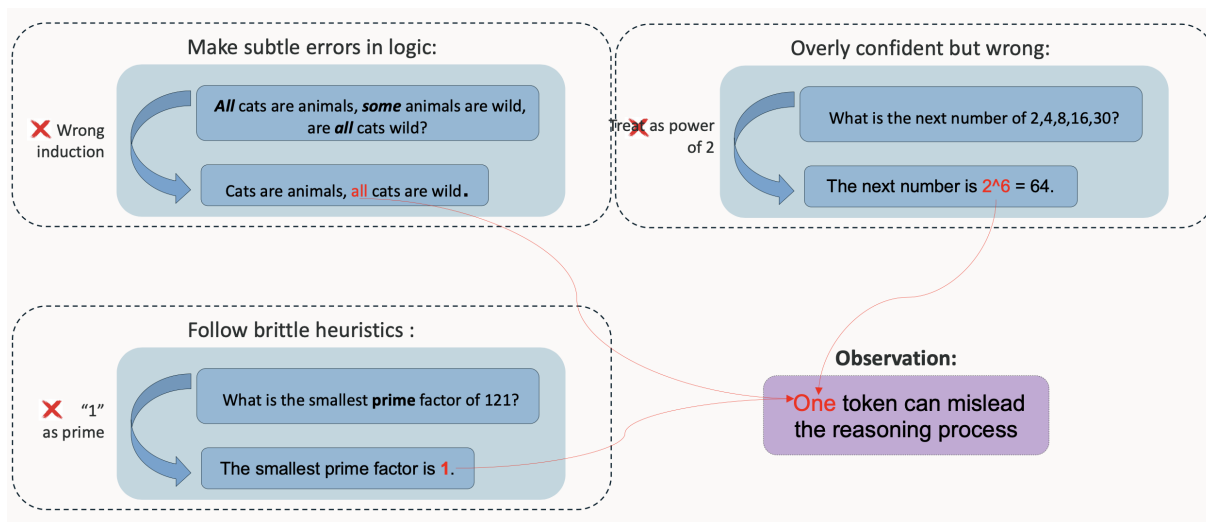 Make subtle errors in logic:
All cats are animals, some animals are wild,
are all cats wild?
❌ Wrong
induction
Cats are animals, all cats are wild.
Overly confident but wrong:
What is the next number of 2,4,8,16,30?
Treat as power
of 2
The next number is 2^6 = 64.
Follow brittle heuristics :
What is the smallest prime factor of 121?
❌ “1”
as prime
The smallest prime factor is 1.
Observation:
One token can mislead
the reasoning process